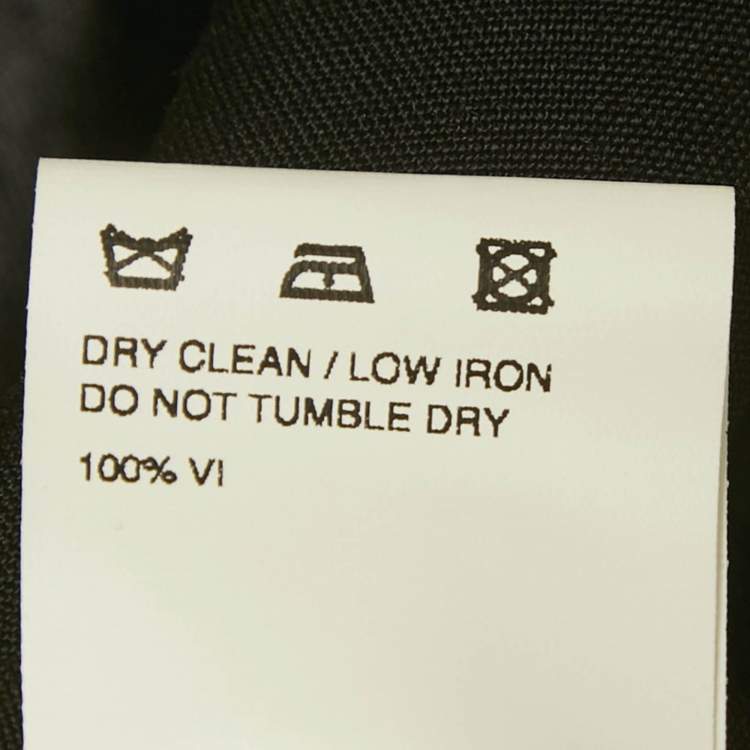 DRY CLEAN / LOW IRON
DO NOT TUMBLE DRY
100% VI